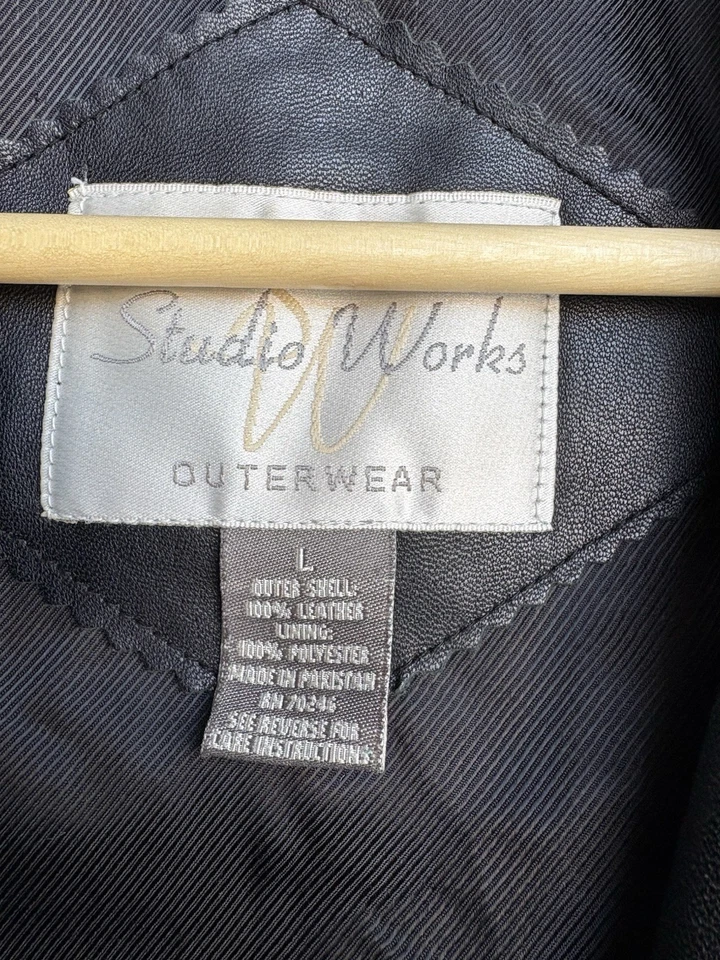 Studio Works
OUTERWEAR
L
OUTER SHELL:
100% LEATHER
LINING:
100% POLYESTER
MADE IN PAKISTAN
RN 70246
SEE REVERSE FOR
CARE INSTRUCTIONS